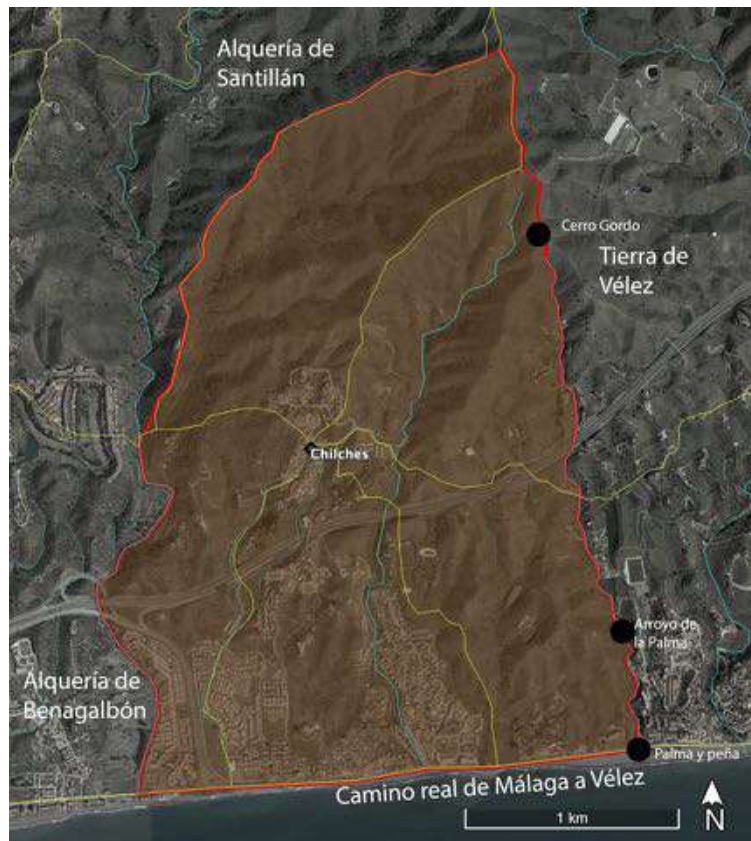 Alquería de
Santillán
Cerro Gordo
Tierra de
Vélez
Chilches
Arroyo de
la Palma
Alquería de
Benagalbón
Palma y peña
Camino real de Málaga a Vélez
1 km
N